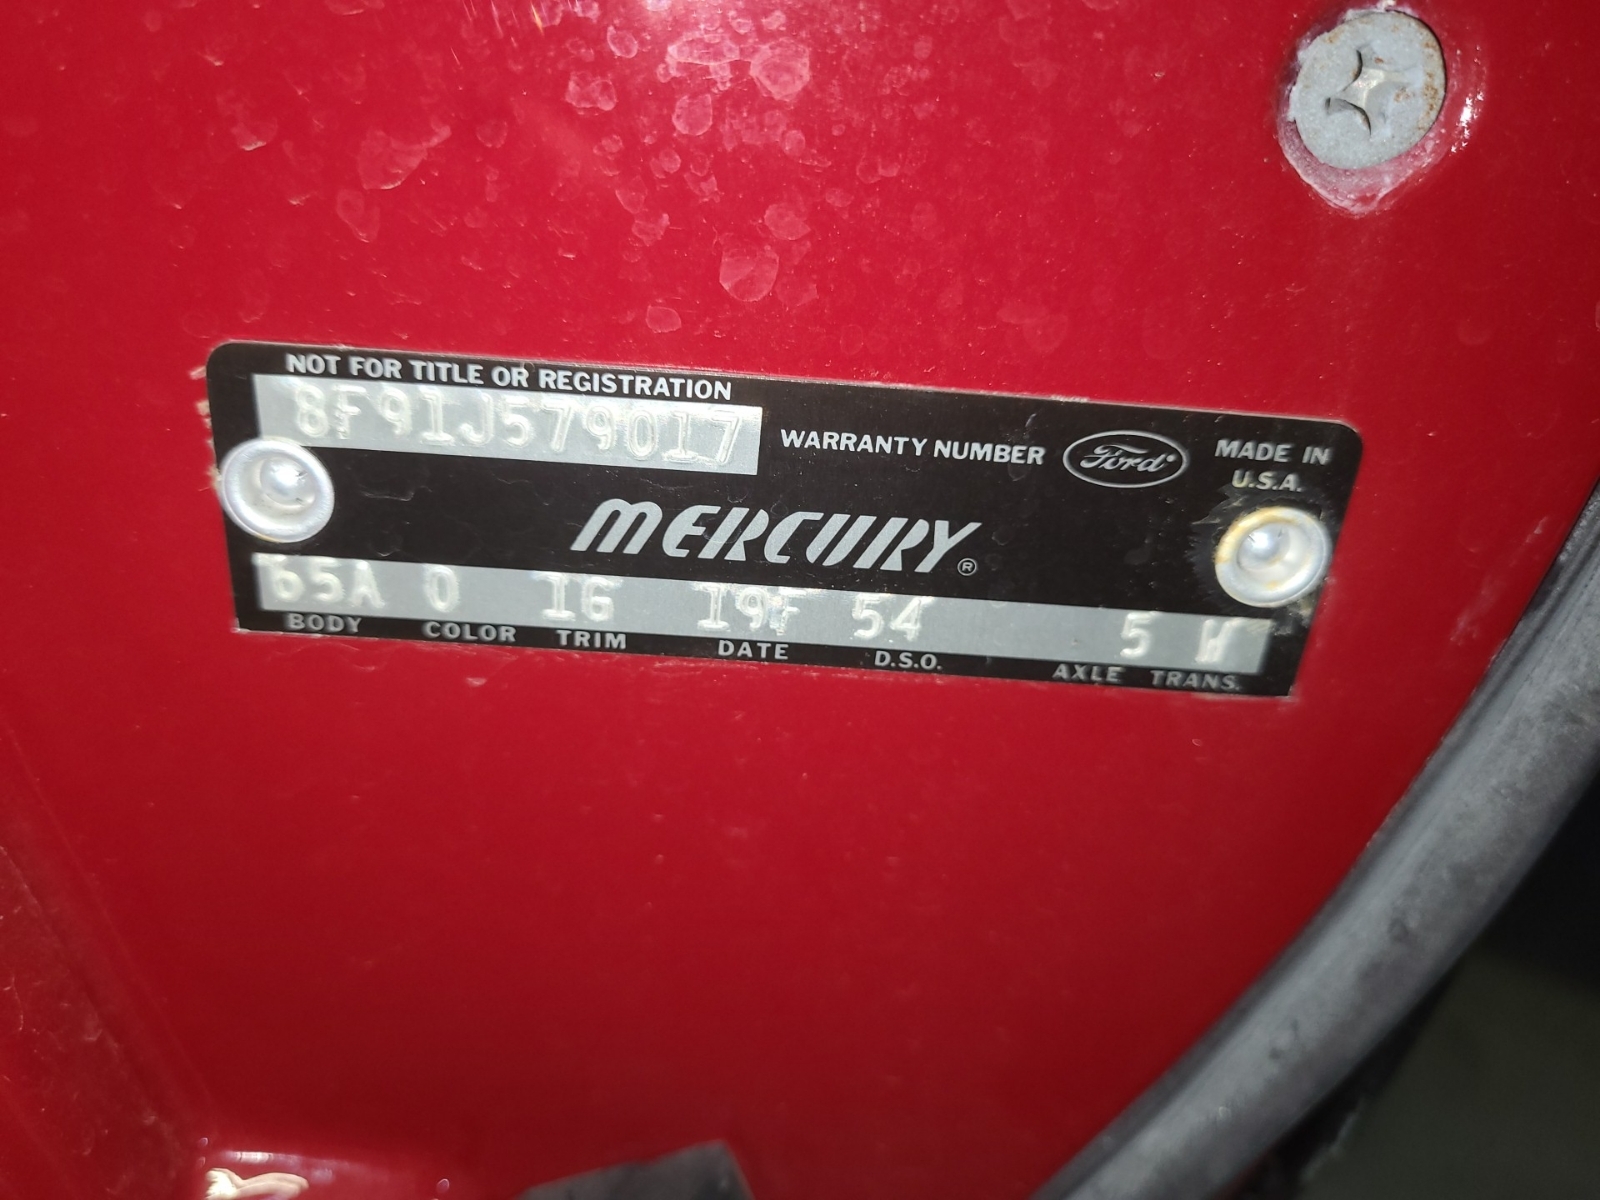 NOT FOR TITLE OR REGISTRATION
8F91J579017
WARRANTY NUMBER
Ford
MADE IN
U.S.A.
MERCURY®
65A 0 1G 19F 54 5 W
BODY COLOR TRIM DATE D.S.O. AXLE TRANS.